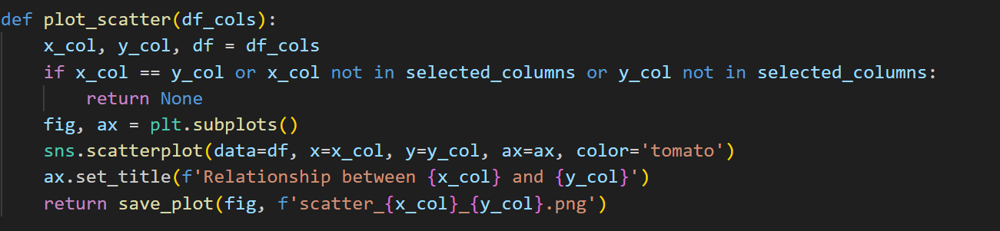 def plot_scatter(df_cols):
    x_col, y_col, df = df_cols
    if x_col == y_col or x_col not in selected_columns or y_col not in selected_columns:
        return None
    fig, ax = plt.subplots()
    sns.scatterplot(data=df, x=x_col, y=y_col, ax=ax, color='tomato')
    ax.set_title(f'Relationship between {x_col} and {y_col}')
    return save_plot(fig, f'scatter_{x_col}_{y_col}.png')